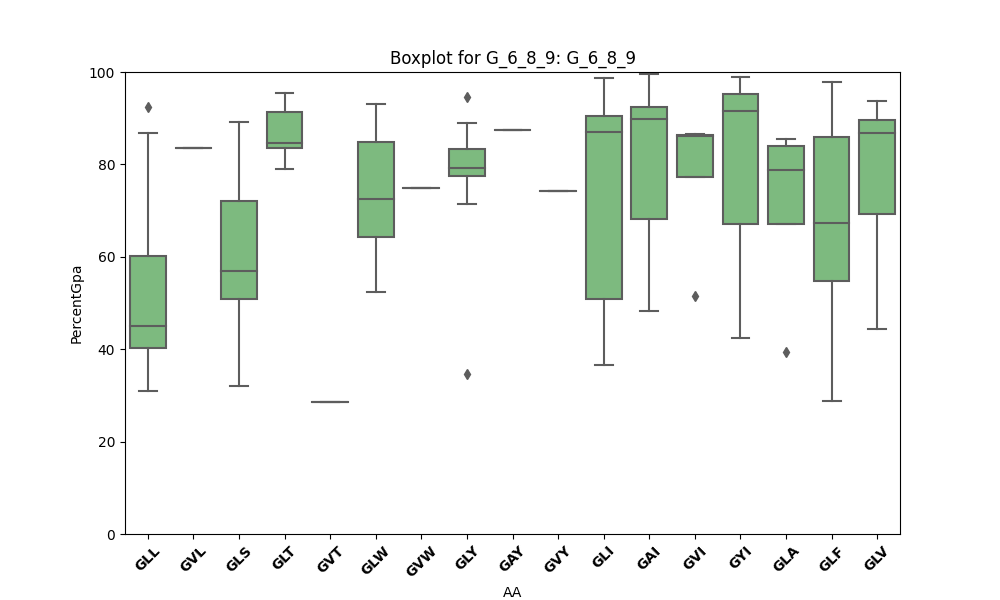 Boxplot for G_6_8_9: G_6_8_9
PercentGpa
100
80
60
40
20
0
GLL GVL GLS GLT GVT GLW GVW GLY GAY GVY GLI GAI GVI GYI GLA GLF GLV
AA